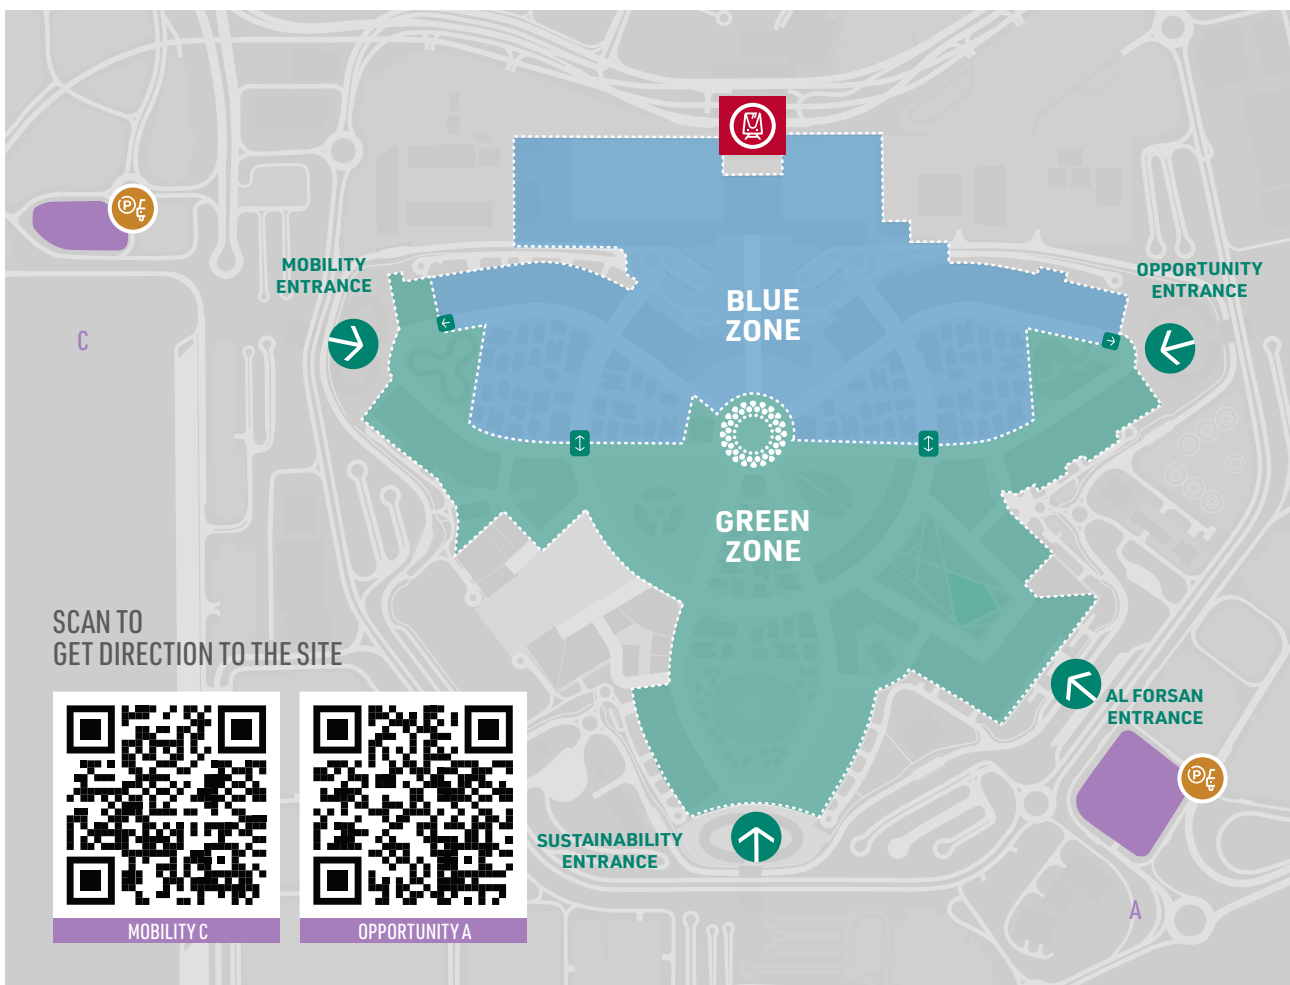 MOBILITY
ENTRANCE
OPPORTUNITY
ENTRANCE
P
C
BLUE
ZONE
GREEN
ZONE
SCAN TO
GET DIRECTION TO THE SITE
AL FORSAN
ENTRANCE
P
SUSTAINABILITY
ENTRANCE
A
MOBILITY C
OPPORTUNITY A